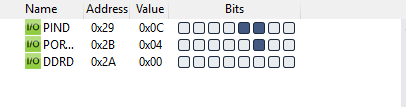 Name Address Value Bits
I/O PIND 0x29 0x0C
I/O POR... 0x2B 0x04
I/O DDRD 0x2A 0x00